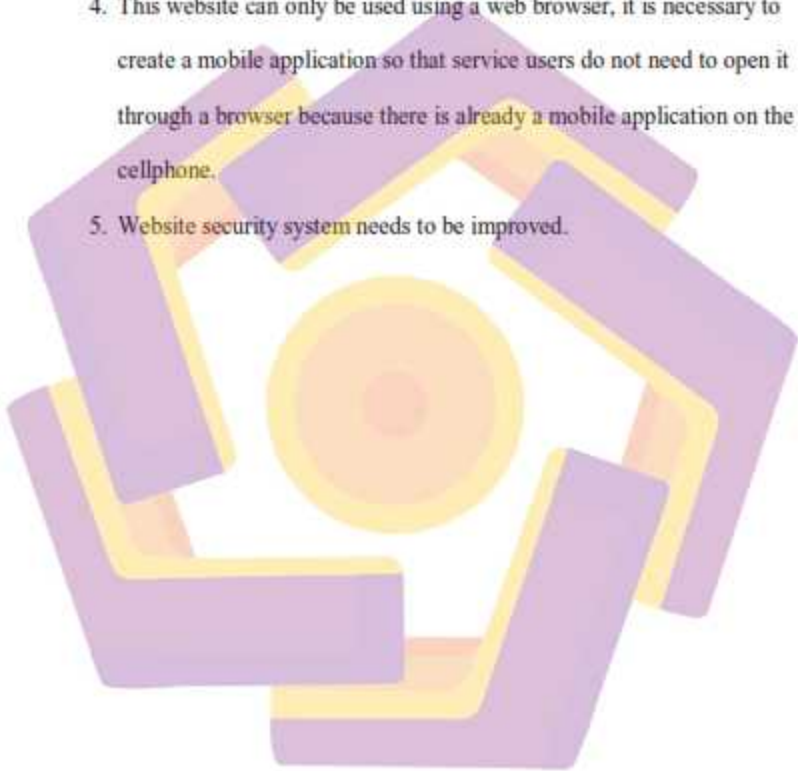 4. This website can only be used using a web browser, it is necessary to
create a mobile application so that service users do not need to open it
through a browser because there is already a mobile application on the
cellphone.
5. Website security system needs to be improved.